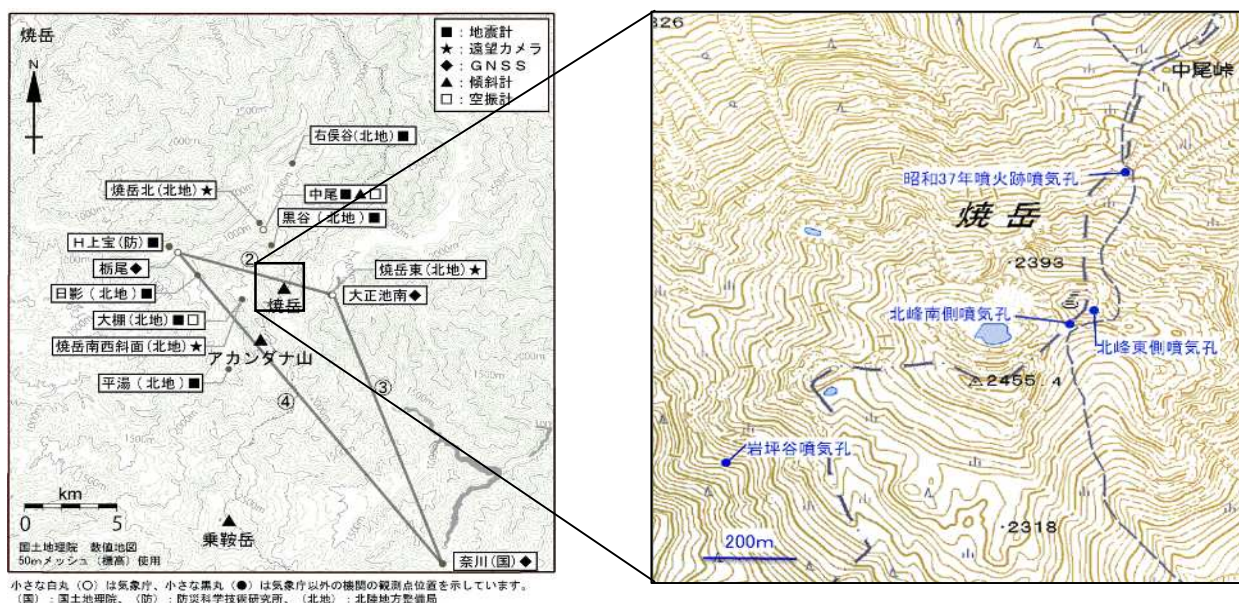 焼岳
N
■：地震計
★：遠望カメラ
◆：GNSS
▲：傾斜計
□：空振計
右俣谷(北地)■
焼岳北(北地)★
中尾■▲□
黒谷(北地)■
H上宝(防)■
栃尾◆
日影(北地)■
大棚(北地)■□
焼岳南西斜面(北地)★
平湯(北地)■
②
焼岳
焼岳東(北地)★
大正池南◆
アカンダナ山
③
④
乗鞍岳
奈川(国)◆
1500m
1000m
1000m
1000m
1500m
km
0 5
国土地理院 数値地図
50mメッシュ(標高)使用
小さな白丸(○)は気象庁、小さな黒丸(●)は気象庁以外の機関の観測点位置を示しています。
(国)：国土地理院、(防)：防災科学技術研究所、(北地)：北陸地方整備局
2326
中尾峠
昭和37年噴火跡噴気孔
焼岳
・2393
北峰南側噴気孔
北峰東側噴気孔
△2455.4
岩坪谷噴気孔
・2318
200m